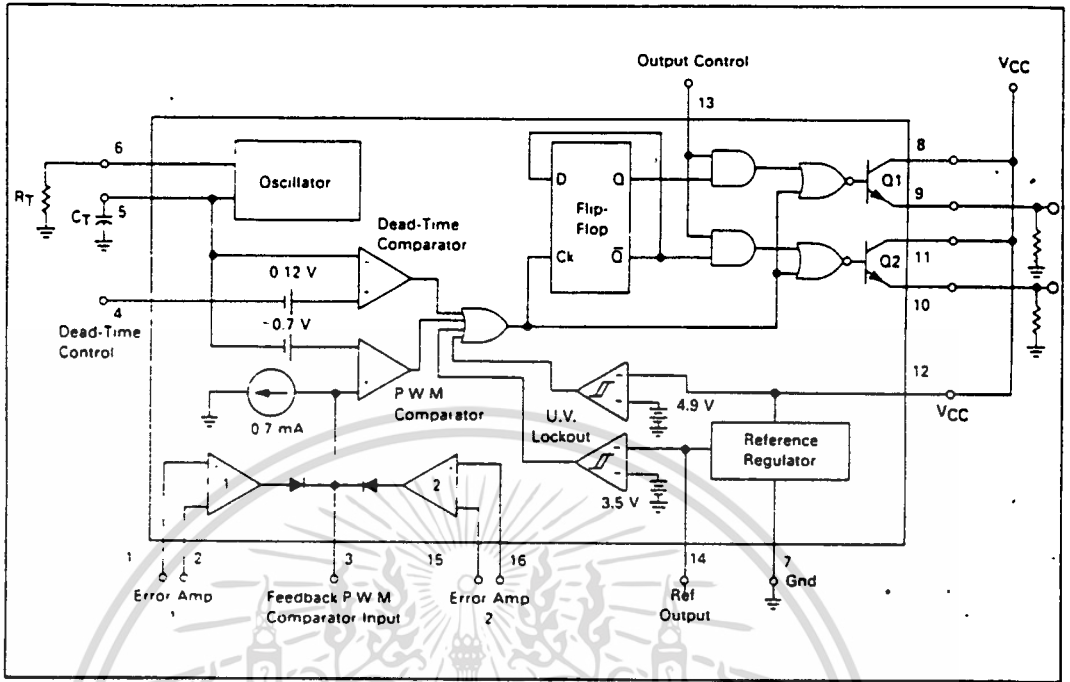 Output Control
VCC
13
6
Oscillator
RT
5
CT
D
Q
Flip-
Flop
Ck
Q̅
8
Q1
9
11
Q2
10
Dead-Time
Comparator
0.12 V
4
Dead-Time
Control
-0.7 V
P W M
Comparator
0.7 mA
U.V.
Lockout
4.9 V
12
VCC
Reference
Regulator
3.5 V
1
2
1
2
3
15
16
14
7
Gnd
Error Amp
1
Feedback P W M
Comparator Input
Error Amp
2
Ref
Output